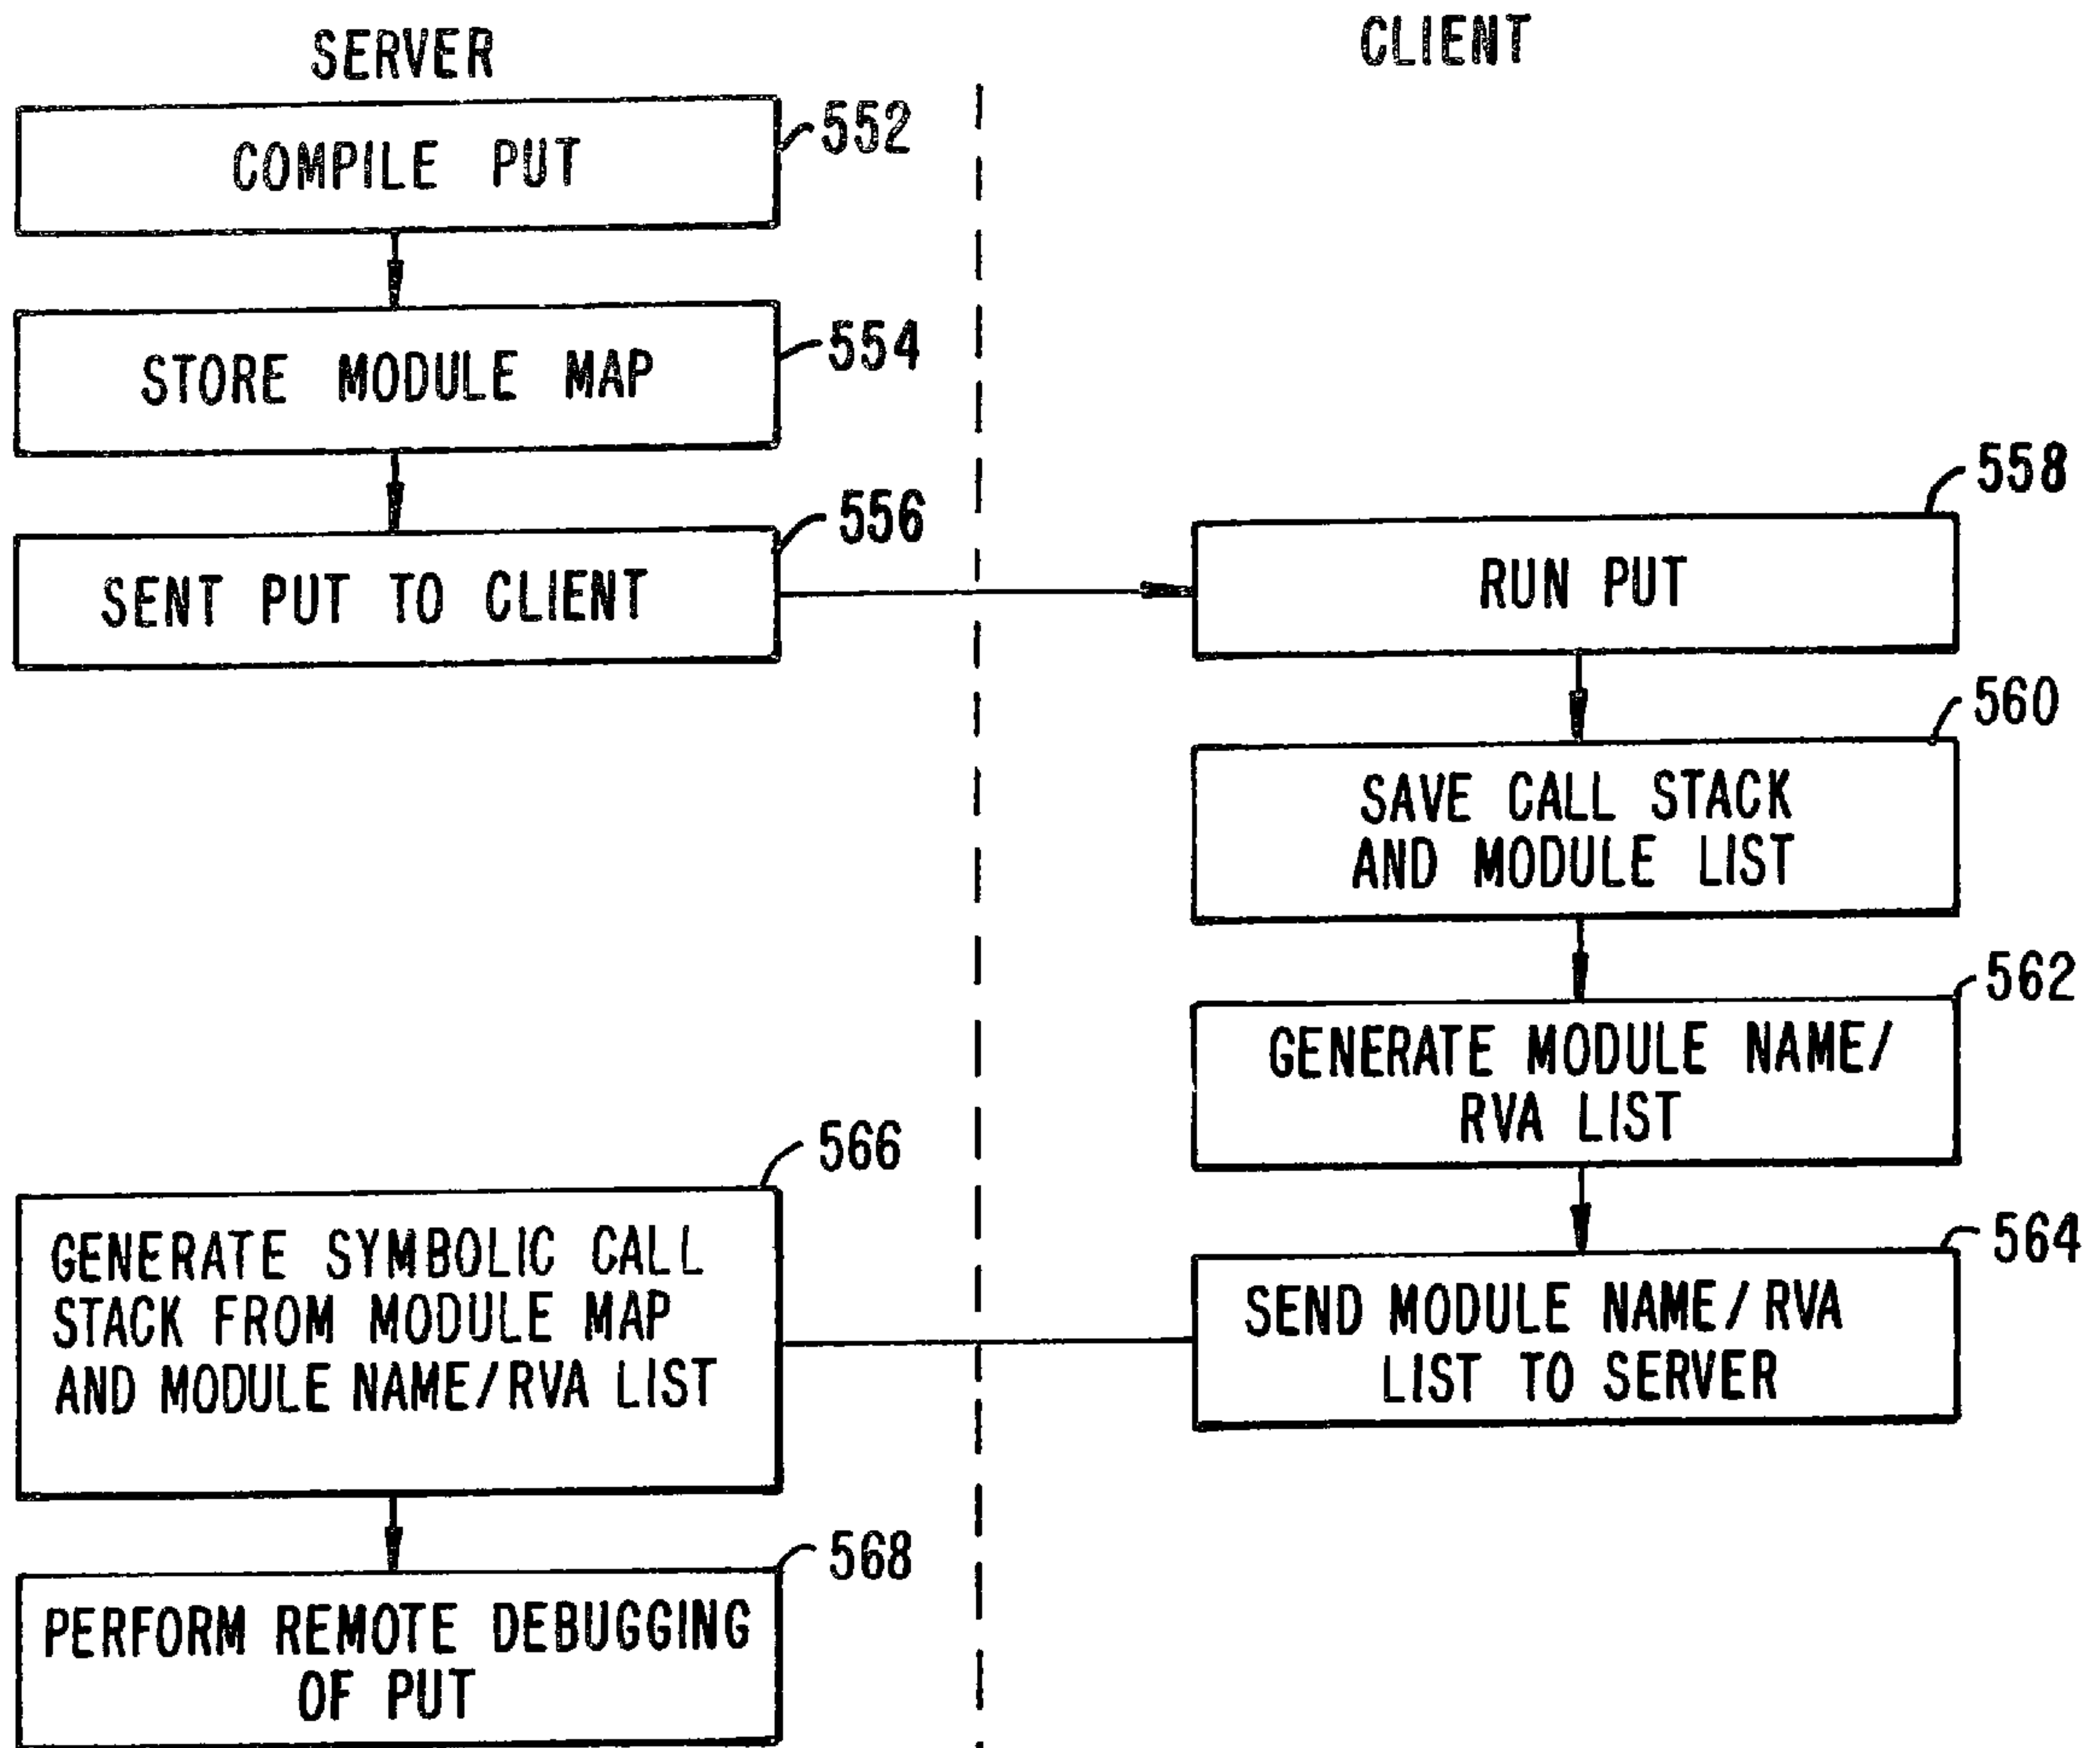 SERVER
COMPILE PUT
552
STORE MODULE MAP
554
SENT PUT TO CLIENT
556
CLIENT
RUN PUT
558
SAVE CALL STACK
AND MODULE LIST
560
GENERATE MODULE NAME/
RVA LIST
562
SEND MODULE NAME/RVA
LIST TO SERVER
564
GENERATE SYMBOLIC CALL
STACK FROM MODULE MAP
AND MODULE NAME/RVA LIST
566
PERFORM REMOTE DEBUGGING
OF PUT
568